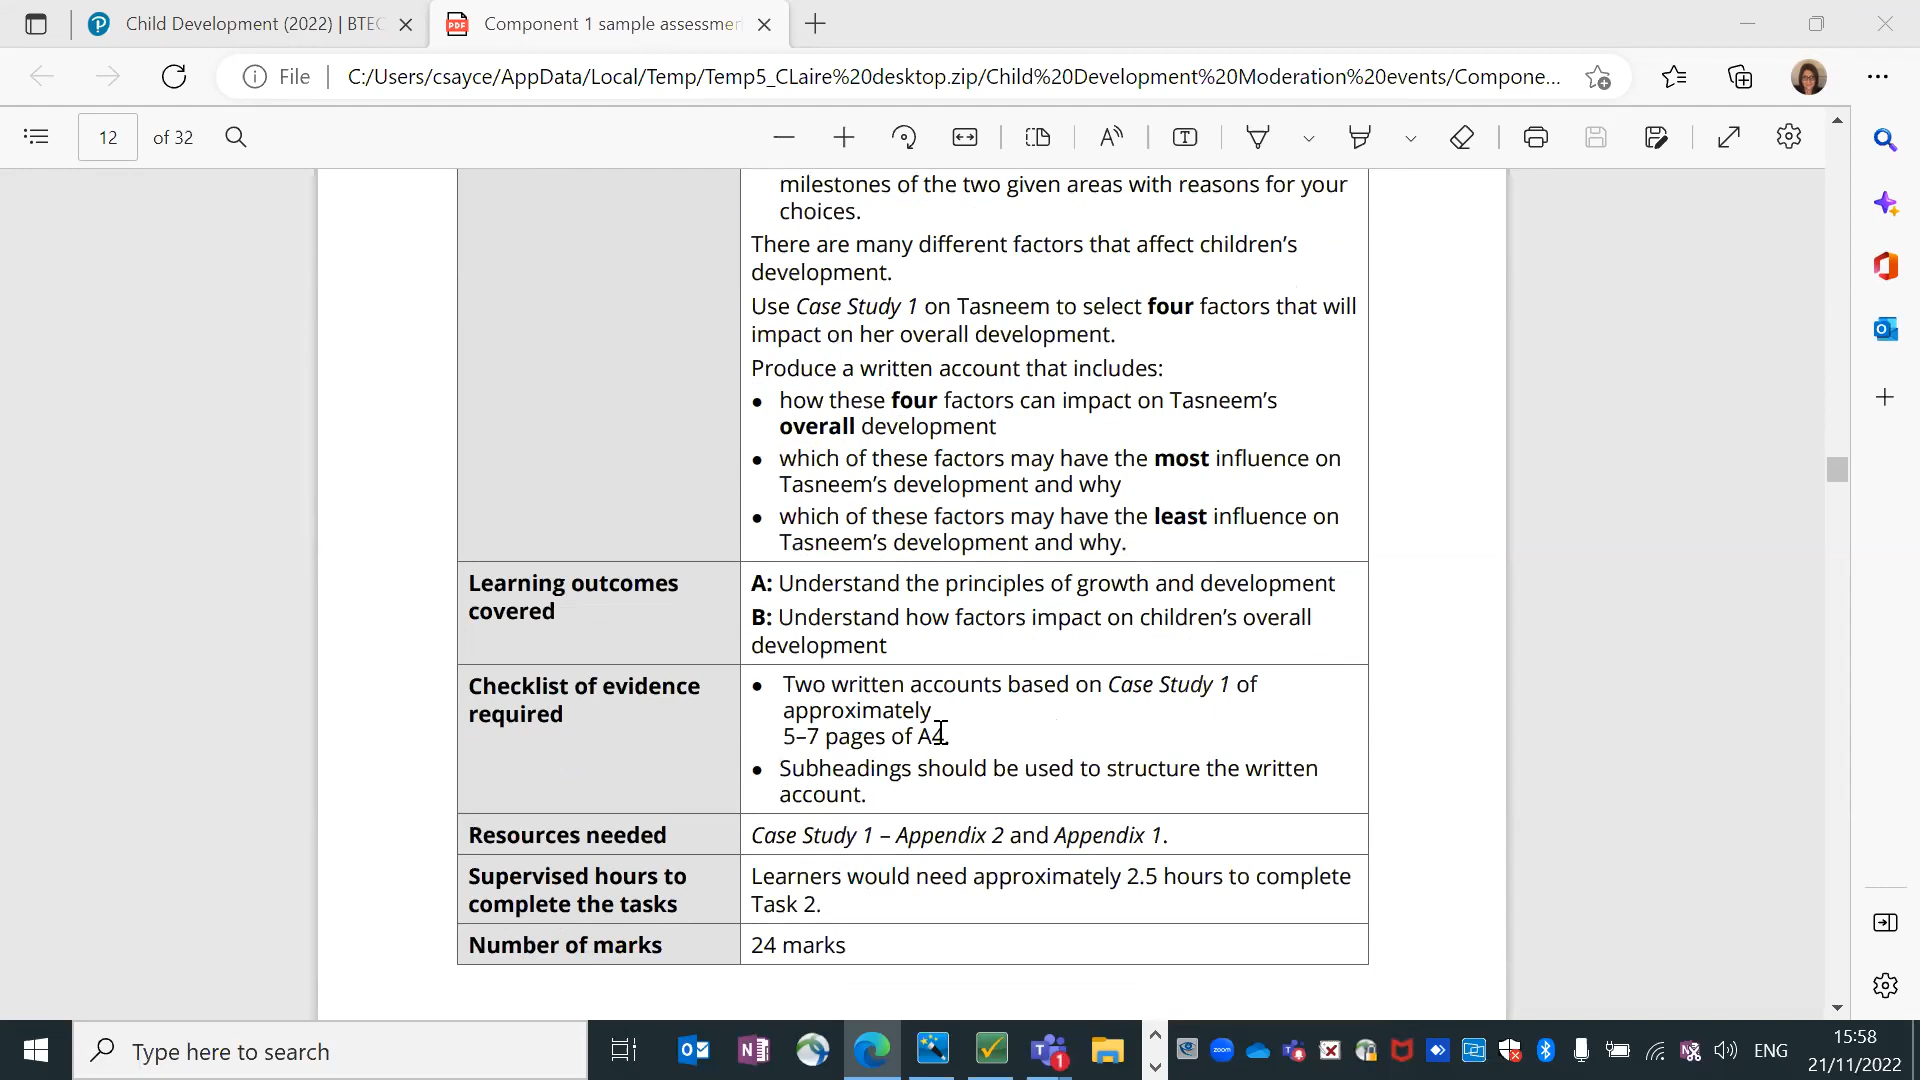 Child Development (2022) | BTEC
Component 1 sample assessmen
File
C:/Users/csayce/AppData/Local/Temp/Temp5_CLaire%20desktop.zip/Child%20Development%20Moderation%20events/Compone...
12 of 32
milestones of the two given areas with reasons for your
choices.
There are many different factors that affect children's
development.
Use Case Study 1 on Tasneem to select four factors that will
impact on her overall development.
Produce a written account that includes:
• how these four factors can impact on Tasneem's
overall development
• which of these factors may have the most influence on
Tasneem's development and why
• which of these factors may have the least influence on
Tasneem's development and why.
Learning outcomes
covered
A: Understand the principles of growth and development
B: Understand how factors impact on children's overall
development
Checklist of evidence
required
• Two written accounts based on Case Study 1 of
approximately
5–7 pages of A4.
• Subheadings should be used to structure the written
account.
Resources needed
Case Study 1 – Appendix 2 and Appendix 1.
Supervised hours to
complete the tasks
Learners would need approximately 2.5 hours to complete
Task 2.
Number of marks
24 marks
Type here to search
ENG
15:58
21/11/2022